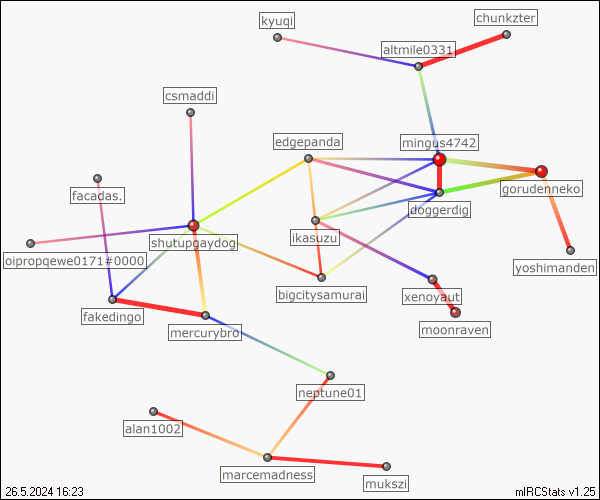 chunkzter
kyuqi
altmile0331
csmaddi
edgepanda
mingus4742
facadas.
gorudenneko
doggerdig
shutupgaydog
ikasuzu
oipropqewe0171#0000
yoshimanden
bigcitysamurai
xenoyaut
fakedingo
mercurybro
moonraven
neptune01
alan1002
marcemadness
mukszi
26.5.2024 16:23
mIRCStats v1.25